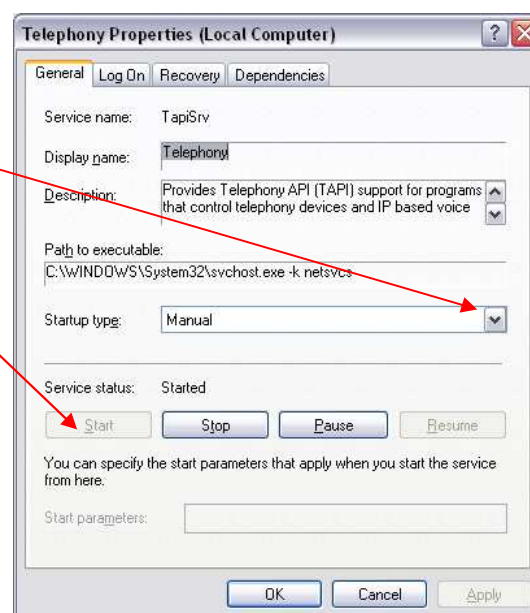 Telephony Properties (Local Computer)
General Log On Recovery Dependencies
Service name: TapiSrv
Display name: Telephony
Description: Provides Telephony API (TAPI) support for programs
that control telephony devices and IP based voice
Path to executable:
C:\WINDOWS\System32\svchost.exe -k netsvcs
Startup type: Manual
Service status: Started
Start Stop Pause Resume
You can specify the start parameters that apply when you start the service
from here.
Start parameters:
OK Cancel Apply